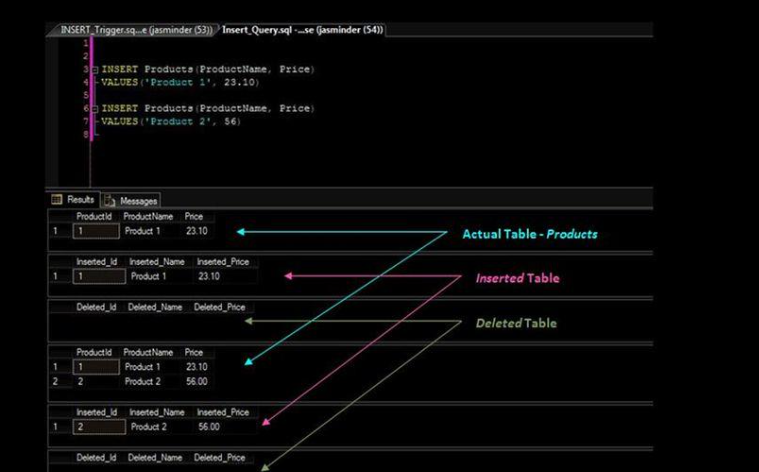 INSERT_Trigger.sq...e (jasminder (53)) Insert_Query.sql -...se (jasminder (54))
1
2
3 INSERT Products(ProductName, Price)
4 VALUES('Product 1', 23.10)
5
6 INSERT Products(ProductName, Price)
7 VALUES('Product 2', 56)
8
Results Messages
ProductId ProductName Price
1 1 Product 1 23.10
Actual Table - Products
Inserted_Id Inserted_Name Inserted_Price
1 1 Product 1 23.10
Inserted Table
Deleted_Id Deleted_Name Deleted_Price
Deleted Table
ProductId ProductName Price
1 1 Product 1 23.10
2 2 Product 2 56.00
Inserted_Id Inserted_Name Inserted_Price
1 2 Product 2 56.00
Deleted_Id Deleted_Name Deleted_Price